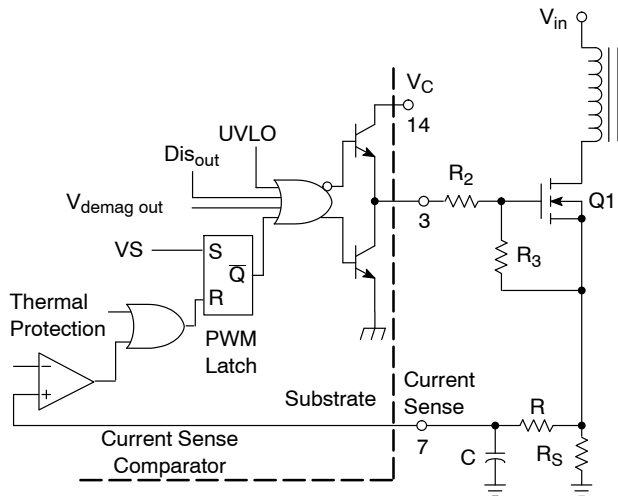 V_in
V_C
14
UVLO
Dis_out
V_demag out
3
R_2
Q1
R_3
VS
S
Q̅
R
Thermal
Protection
PWM
Latch
−
+
Substrate
Current
Sense
7
R
Current Sense
Comparator
C
R_S